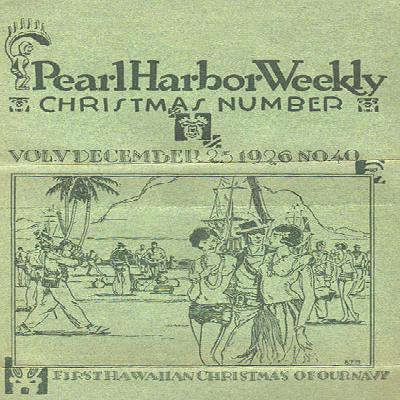 Pearl Harbor Weekly
CHRISTMAS NUMBER
VOL V DECEMBER 25 1926 NO. 40
FIRST HAWAIIAN CHRISTMAS OF OUR NAVY